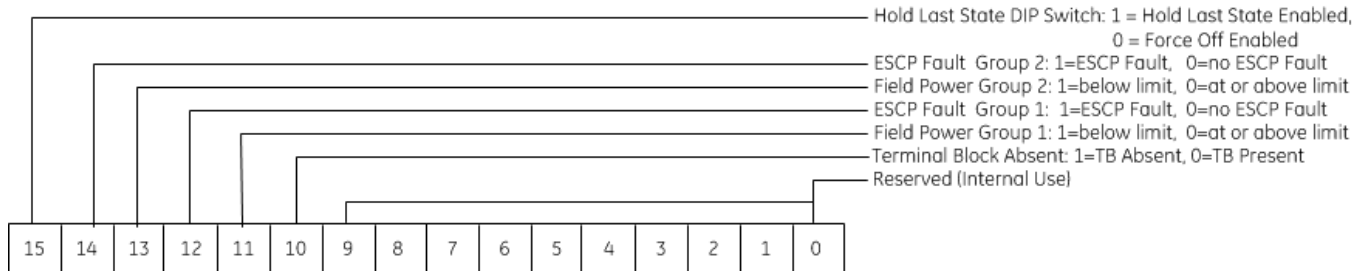 Hold Last State DIP Switch: 1 = Hold Last State Enabled,
0 = Force Off Enabled
ESCP Fault Group 2: 1=ESCP Fault, 0=no ESCP Fault
Field Power Group 2: 1=below limit, 0=at or above limit
ESCP Fault Group 1: 1=ESCP Fault, 0=no ESCP Fault
Field Power Group 1: 1=below limit, 0=at or above limit
Terminal Block Absent: 1=TB Absent, 0=TB Present
Reserved (Internal Use)
15 14 13 12 11 10 9 8 7 6 5 4 3 2 1 0